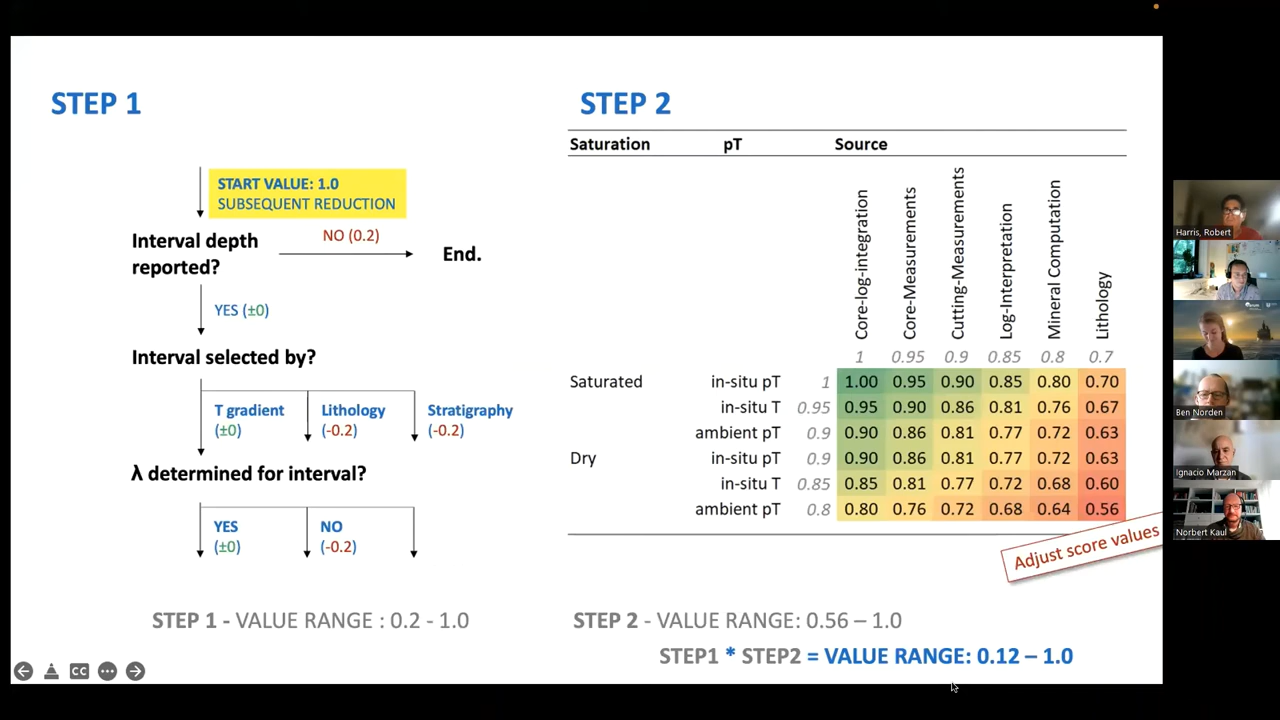 STEP 1
START VALUE: 1.0
SUBSEQUENT REDUCTION
Interval depth
reported?
NO (0.2)
End.
YES (±0)
Interval selected by?
T gradient
(±0)
Lithology
(-0.2)
Stratigraphy
(-0.2)
λ determined for interval?
YES
(±0)
NO
(-0.2)
STEP 1 - VALUE RANGE : 0.2 - 1.0
STEP 2
Saturation pT Source
Core-log-integration
Core-Measurements
Cutting-Measurements
Log-Interpretation
Mineral Computation
Lithology
1 0.95 0.9 0.85 0.8 0.7
Saturated in-situ pT 1 1.00 0.95 0.90 0.85 0.80 0.70
in-situ T 0.95 0.95 0.90 0.86 0.81 0.76 0.67
ambient pT 0.9 0.90 0.86 0.81 0.77 0.72 0.63
Dry in-situ pT 0.9 0.90 0.86 0.81 0.77 0.72 0.63
in-situ T 0.85 0.85 0.81 0.77 0.72 0.68 0.60
ambient pT 0.8 0.80 0.76 0.72 0.68 0.64 0.56
Adjust score values
STEP 2 - VALUE RANGE: 0.56 – 1.0
STEP1 * STEP2 = VALUE RANGE: 0.12 – 1.0
CC
Harris, Robert
Ben Norden
Ignacio Marzan
Norbert Kaul